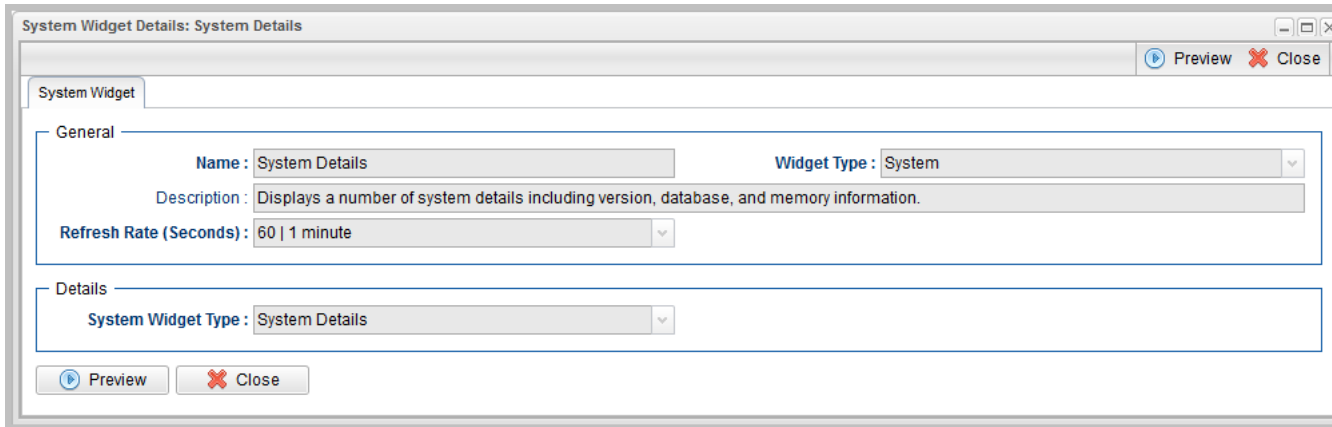 System Widget Details: System Details
Preview Close
System Widget
General
Name : System Details Widget Type : System
Description : Displays a number of system details including version, database, and memory information.
Refresh Rate (Seconds) : 60 | 1 minute
Details
System Widget Type : System Details
Preview Close